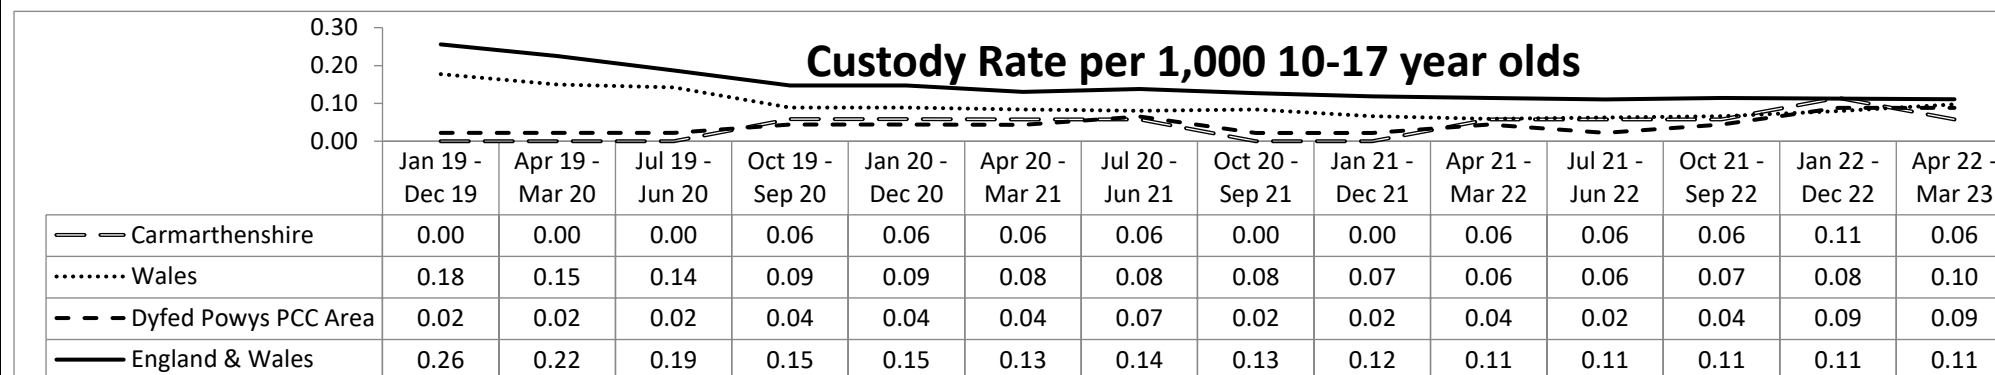 Custody Rate per 1,000 10-17 year olds
0.30
0.20
0.10
0.00
Jan 19 - Dec 19 Apr 19 - Mar 20 Jul 19 - Jun 20 Oct 19 - Sep 20 Jan 20 - Dec 20 Apr 20 - Mar 21 Jul 20 - Jun 21 Oct 20 - Sep 21 Jan 21 - Dec 21 Apr 21 - Mar 22 Jul 21 - Jun 22 Oct 21 - Sep 22 Jan 22 - Dec 22 Apr 22 - Mar 23
Carmarthenshire 0.00 0.00 0.00 0.06 0.06 0.06 0.06 0.00 0.00 0.06 0.06 0.06 0.11 0.06
Wales 0.18 0.15 0.14 0.09 0.09 0.08 0.08 0.08 0.07 0.06 0.06 0.07 0.08 0.10
Dyfed Powys PCC Area 0.02 0.02 0.02 0.04 0.04 0.04 0.07 0.02 0.02 0.04 0.02 0.04 0.09 0.09
England & Wales 0.26 0.22 0.19 0.15 0.15 0.13 0.14 0.13 0.12 0.11 0.11 0.11 0.11 0.11